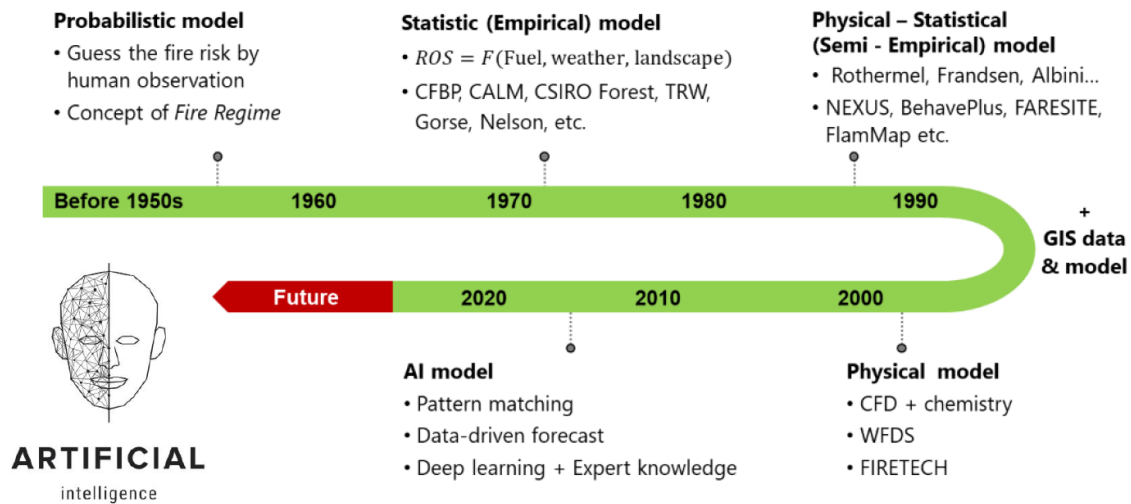 Probabilistic model
• Guess the fire risk by
human observation
• Concept of Fire Regime
Statistic (Empirical) model
• ROS = F(Fuel, weather, landscape)
• CFBP, CALM, CSIRO Forest, TRW,
Gorse, Nelson, etc.
Physical – Statistical
(Semi - Empirical) model
• Rothermel, Frandsen, Albini...
• NEXUS, BehavePlus, FARESITE,
FlamMap etc.
Before 1950s
1960
1970
1980
1990
+
GIS data
& model
Future
2020
2010
2000
AI model
• Pattern matching
• Data-driven forecast
• Deep learning + Expert knowledge
Physical model
• CFD + chemistry
• WFDS
• FIRETECH
ARTIFICIAL
intelligence